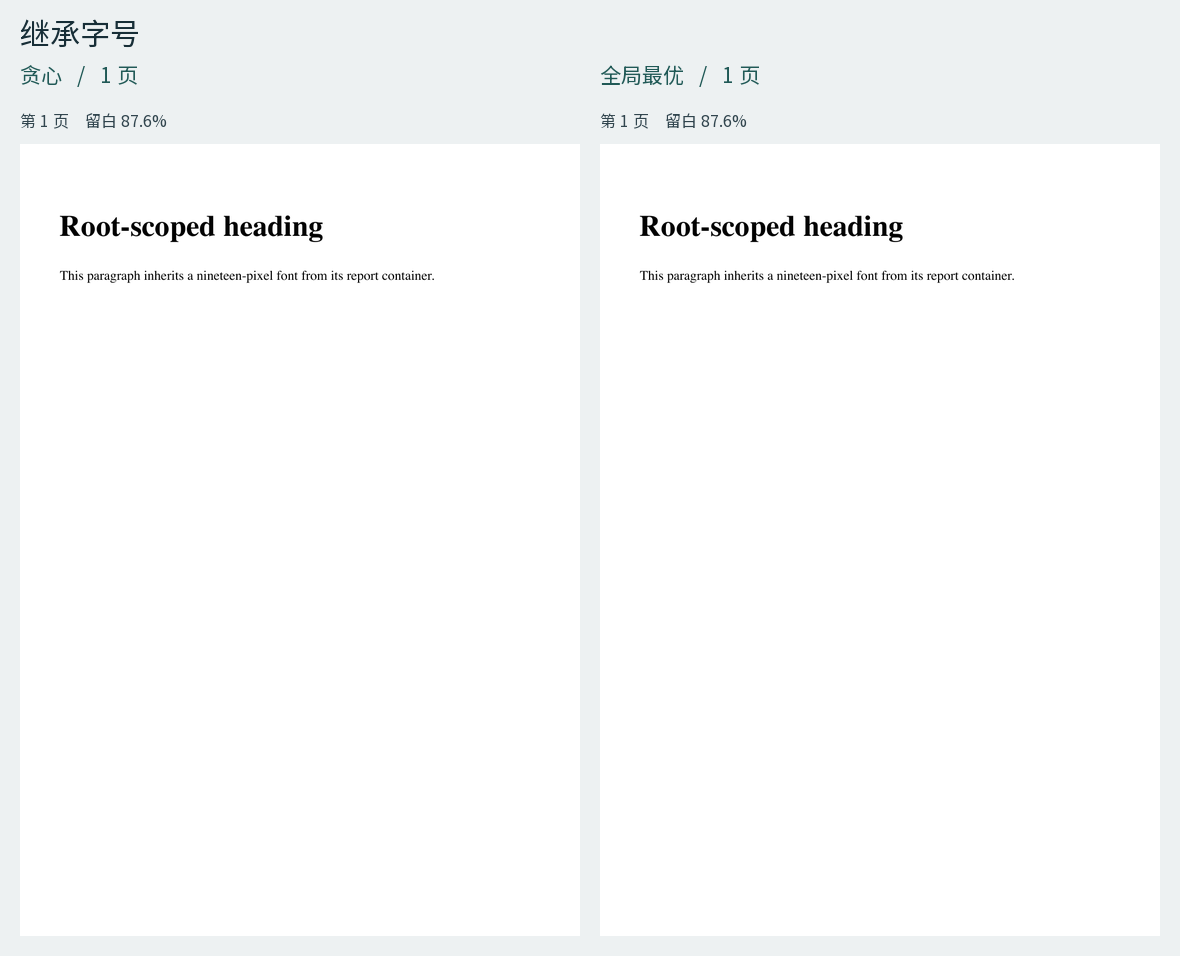 继承字号
贪心 / 1 页
第 1 页 留白 87.6%
Root-scoped heading
This paragraph inherits a nineteen-pixel font from its report container.
全局最优 / 1 页
第 1 页 留白 87.6%
Root-scoped heading
This paragraph inherits a nineteen-pixel font from its report container.